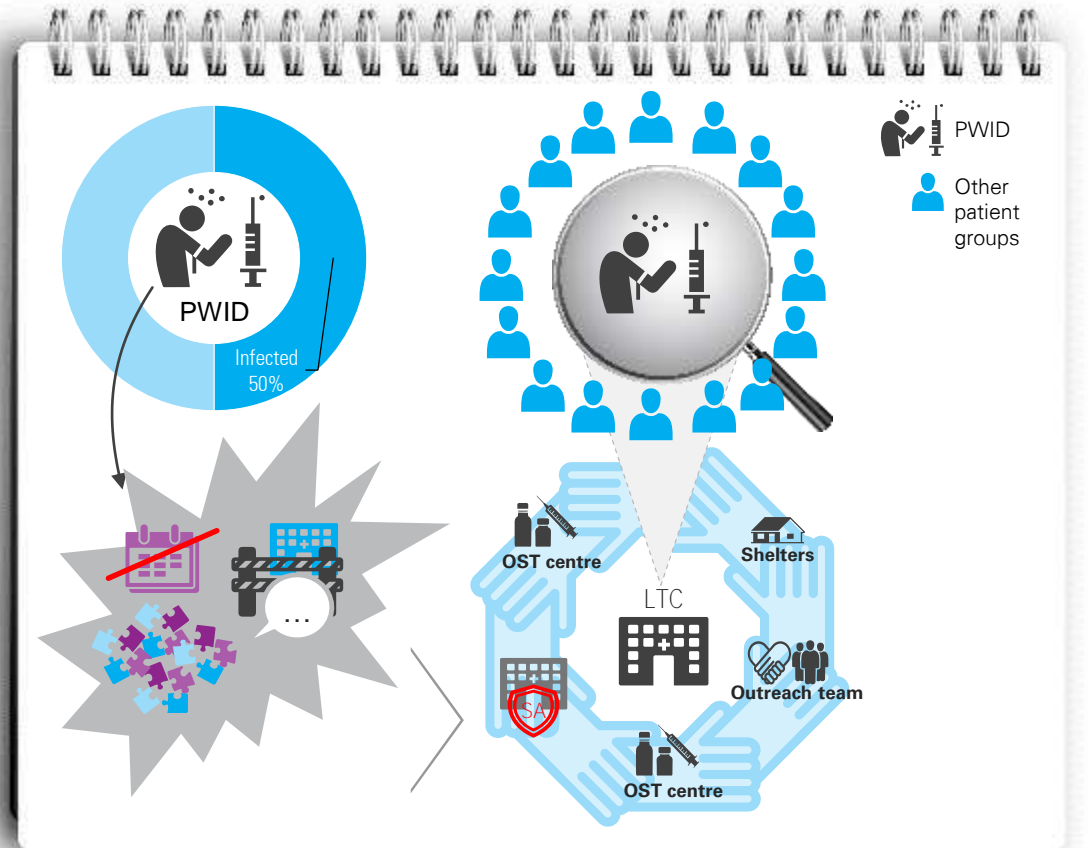 PWID
Infected
50%
...
PWID
Other
patient
groups
OST centre
Shelters
LTC
SA
Outreach team
OST centre